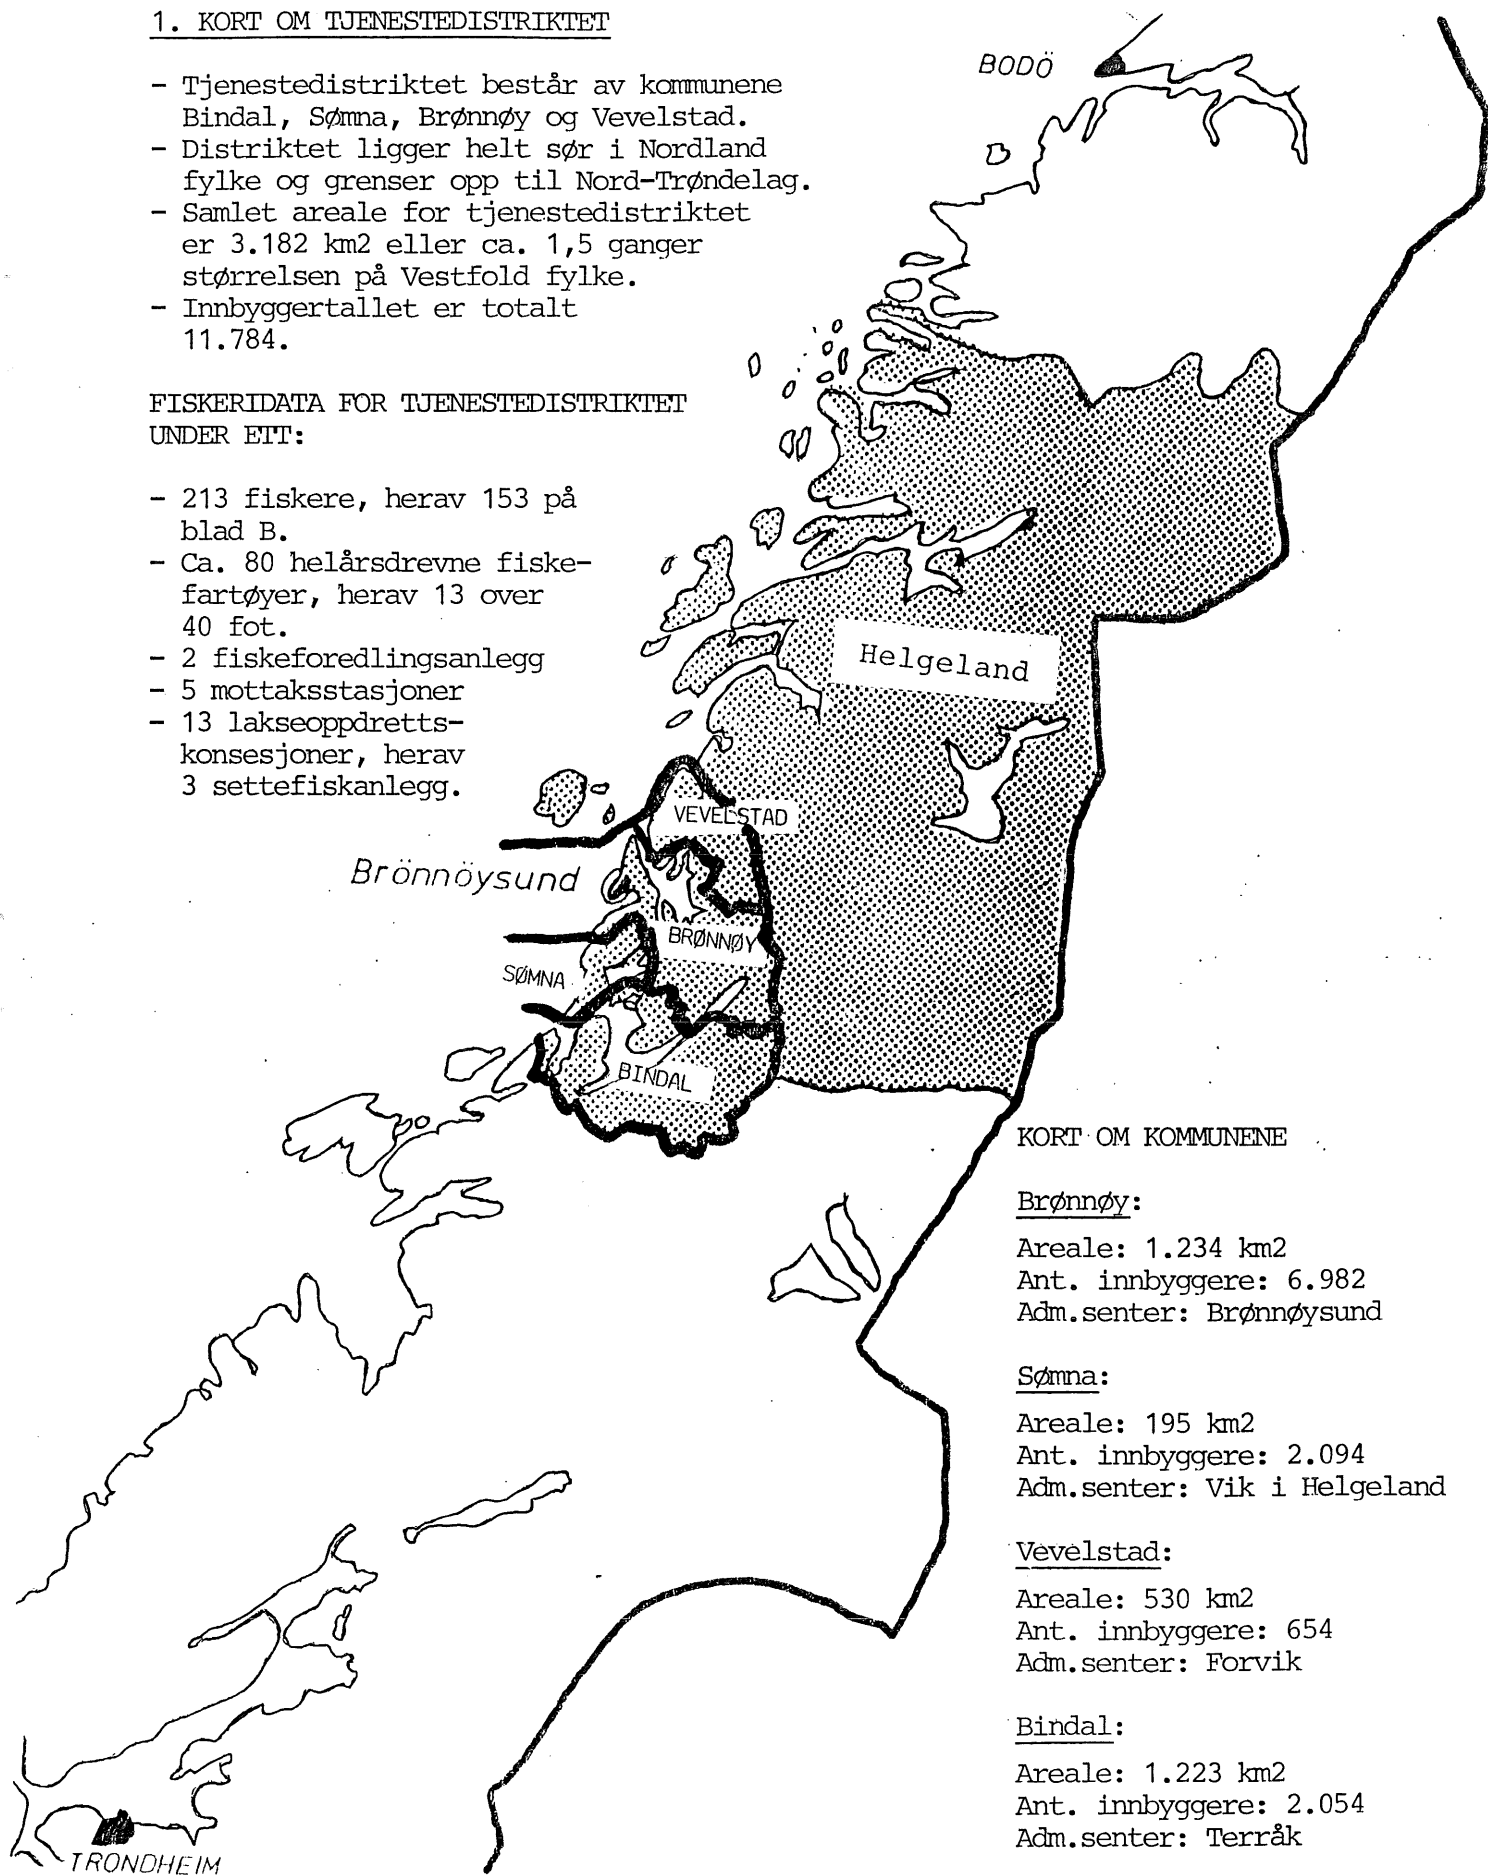 1. KORT OM TJENESTEDISTRIKTET
- Tjenestedistriktet består av kommunene
Bindal, Sømna, Brønnøy og Vevelstad.
- Distriktet ligger helt sør i Nordland
fylke og grenser opp til Nord-Trøndelag.
- Samlet areale for tjenestedistriktet
er 3.182 km2 eller ca. 1,5 ganger
størrelsen på Vestfold fylke.
- Innbyggertallet er totalt
11.784.
FISKERIDATA FOR TJENESTEDISTRIKTET
UNDER ETT:
- 213 fiskere, herav 153 på
blad B.
- Ca. 80 helårsdrevne fiske-
fartøyer, herav 13 over
40 fot.
- 2 fiskeforedlingsanlegg
- 5 mottaksstasjoner
- 13 lakseoppdretts-
konsesjoner, herav
3 settefiskanlegg.
BODÖ
Helgeland
VEVELSTAD
Brönnöysund
BRØNNØY
SØMNA
BINDAL
TRONDHEIM
KORT OM KOMMUNENE
Brønnøy:
Areale: 1.234 km2
Ant. innbyggere: 6.982
Adm.senter: Brønnøysund
Sømna:
Areale: 195 km2
Ant. innbyggere: 2.094
Adm.senter: Vik i Helgeland
Vevelstad:
Areale: 530 km2
Ant. innbyggere: 654
Adm.senter: Forvik
Bindal:
Areale: 1.223 km2
Ant. innbyggere: 2.054
Adm.senter: Terråk